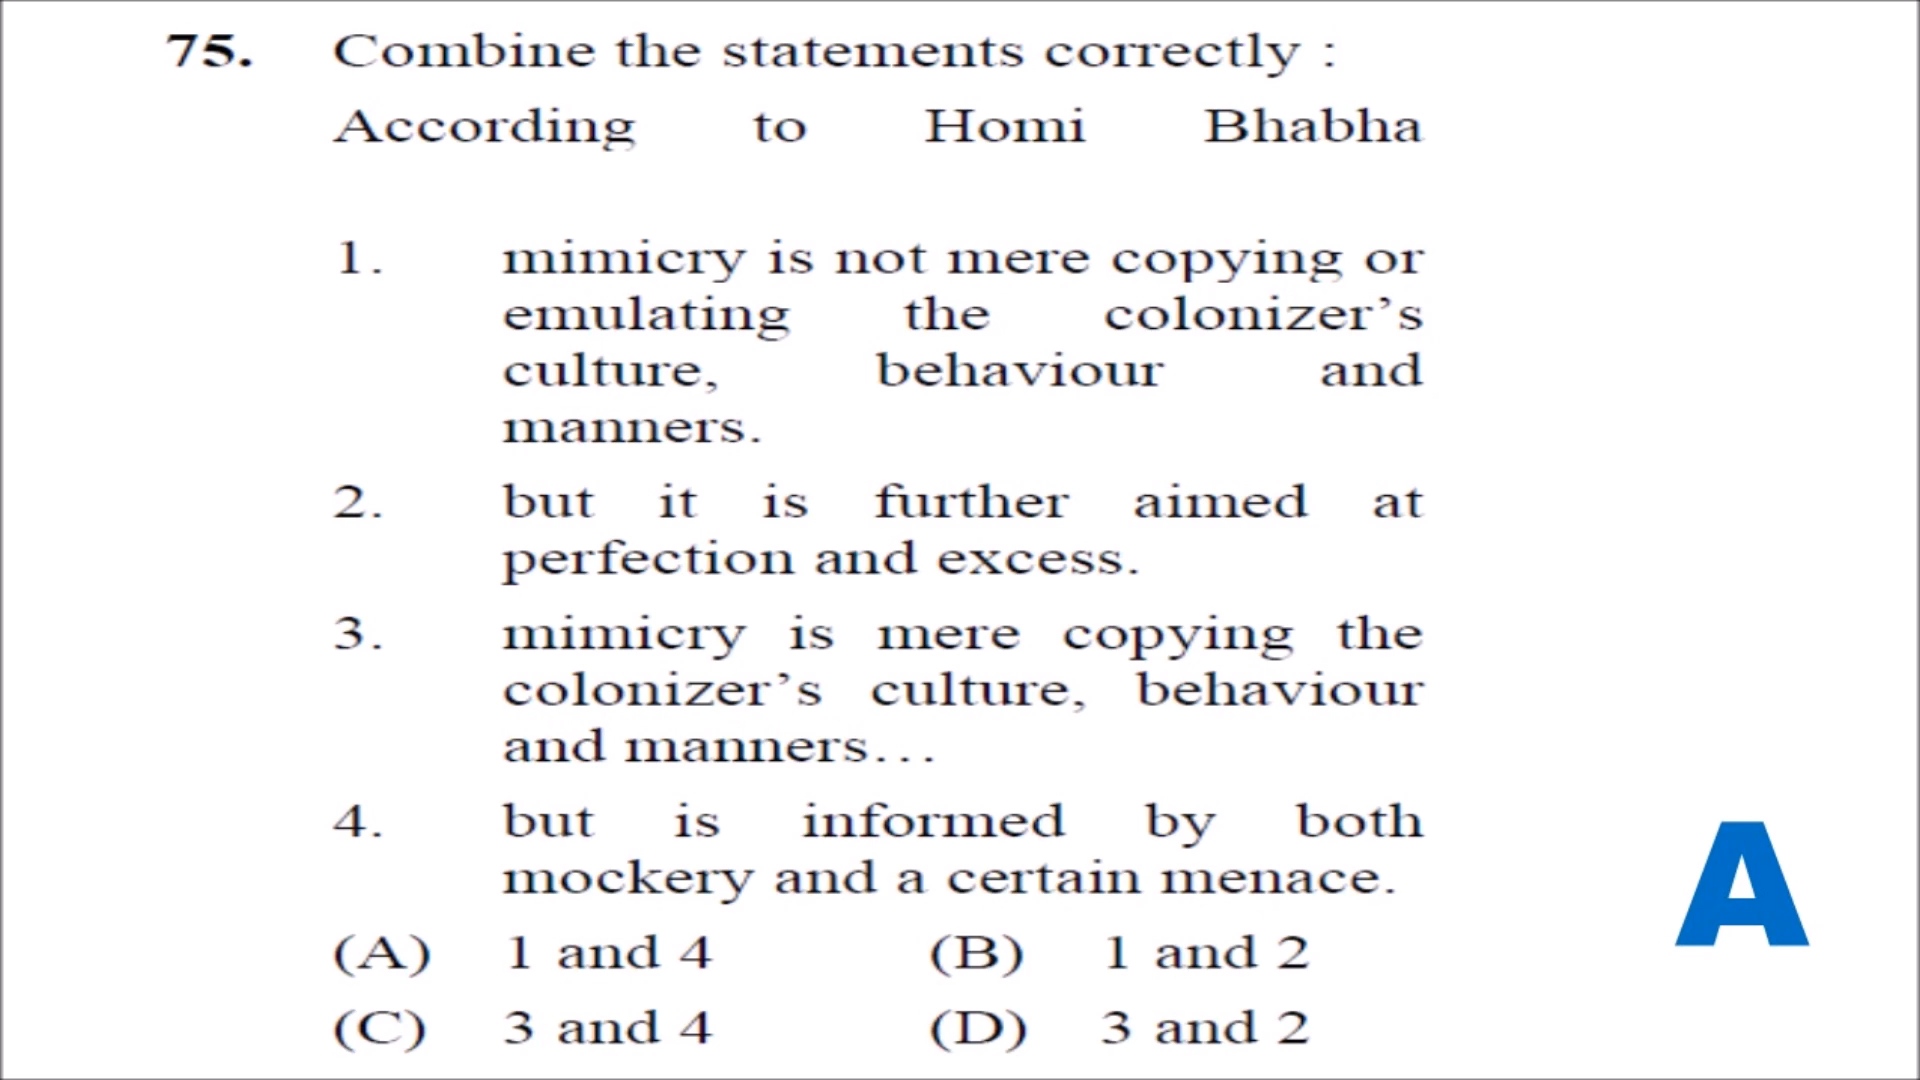 75. Combine the statements correctly :
According to Homi Bhabha
1. mimicry is not mere copying or
emulating the colonizer’s
culture, behaviour and
manners.
2. but it is further aimed at
perfection and excess.
3. mimicry is mere copying the
colonizer’s culture, behaviour
and manners…
4. but is informed by both
mockery and a certain menace.
(A) 1 and 4 (B) 1 and 2
(C) 3 and 4 (D) 3 and 2
A